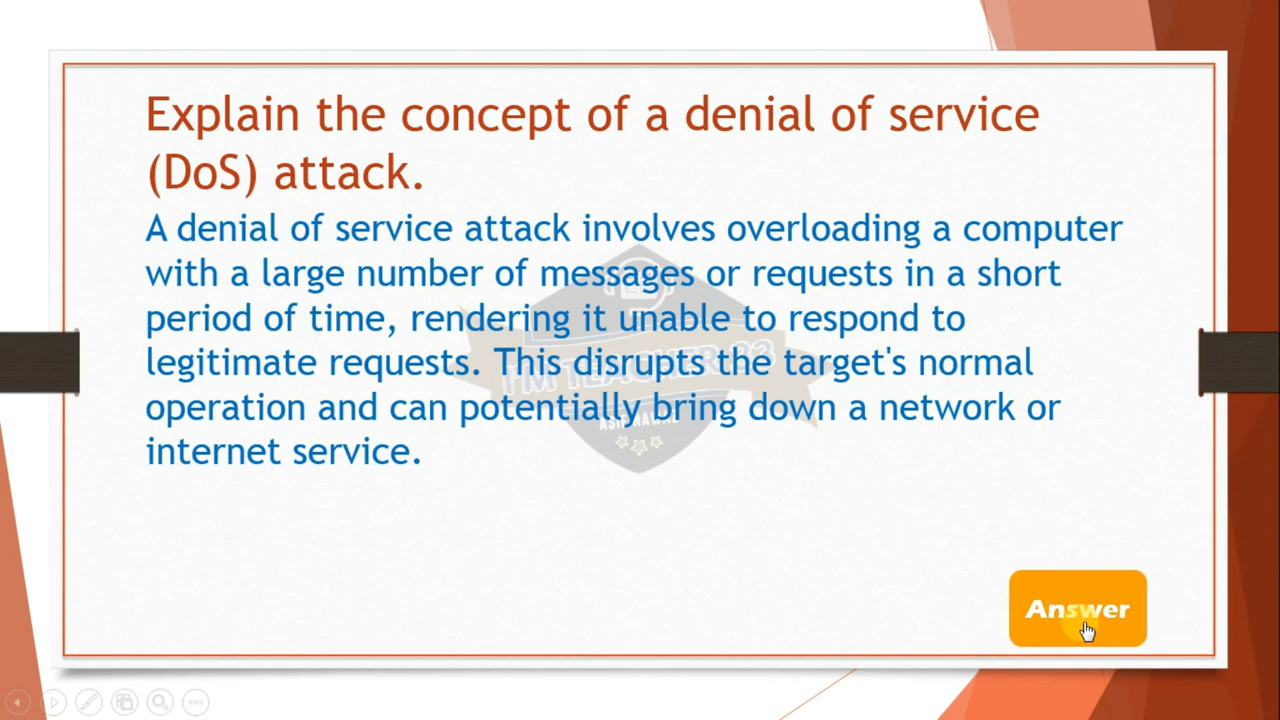 Explain the concept of a denial of service
(DoS) attack.
A denial of service attack involves overloading a computer
with a large number of messages or requests in a short
period of time, rendering it unable to respond to
legitimate requests. This disrupts the target's normal
operation and can potentially bring down a network or
internet service.
I'M TEACHER 83
Answer